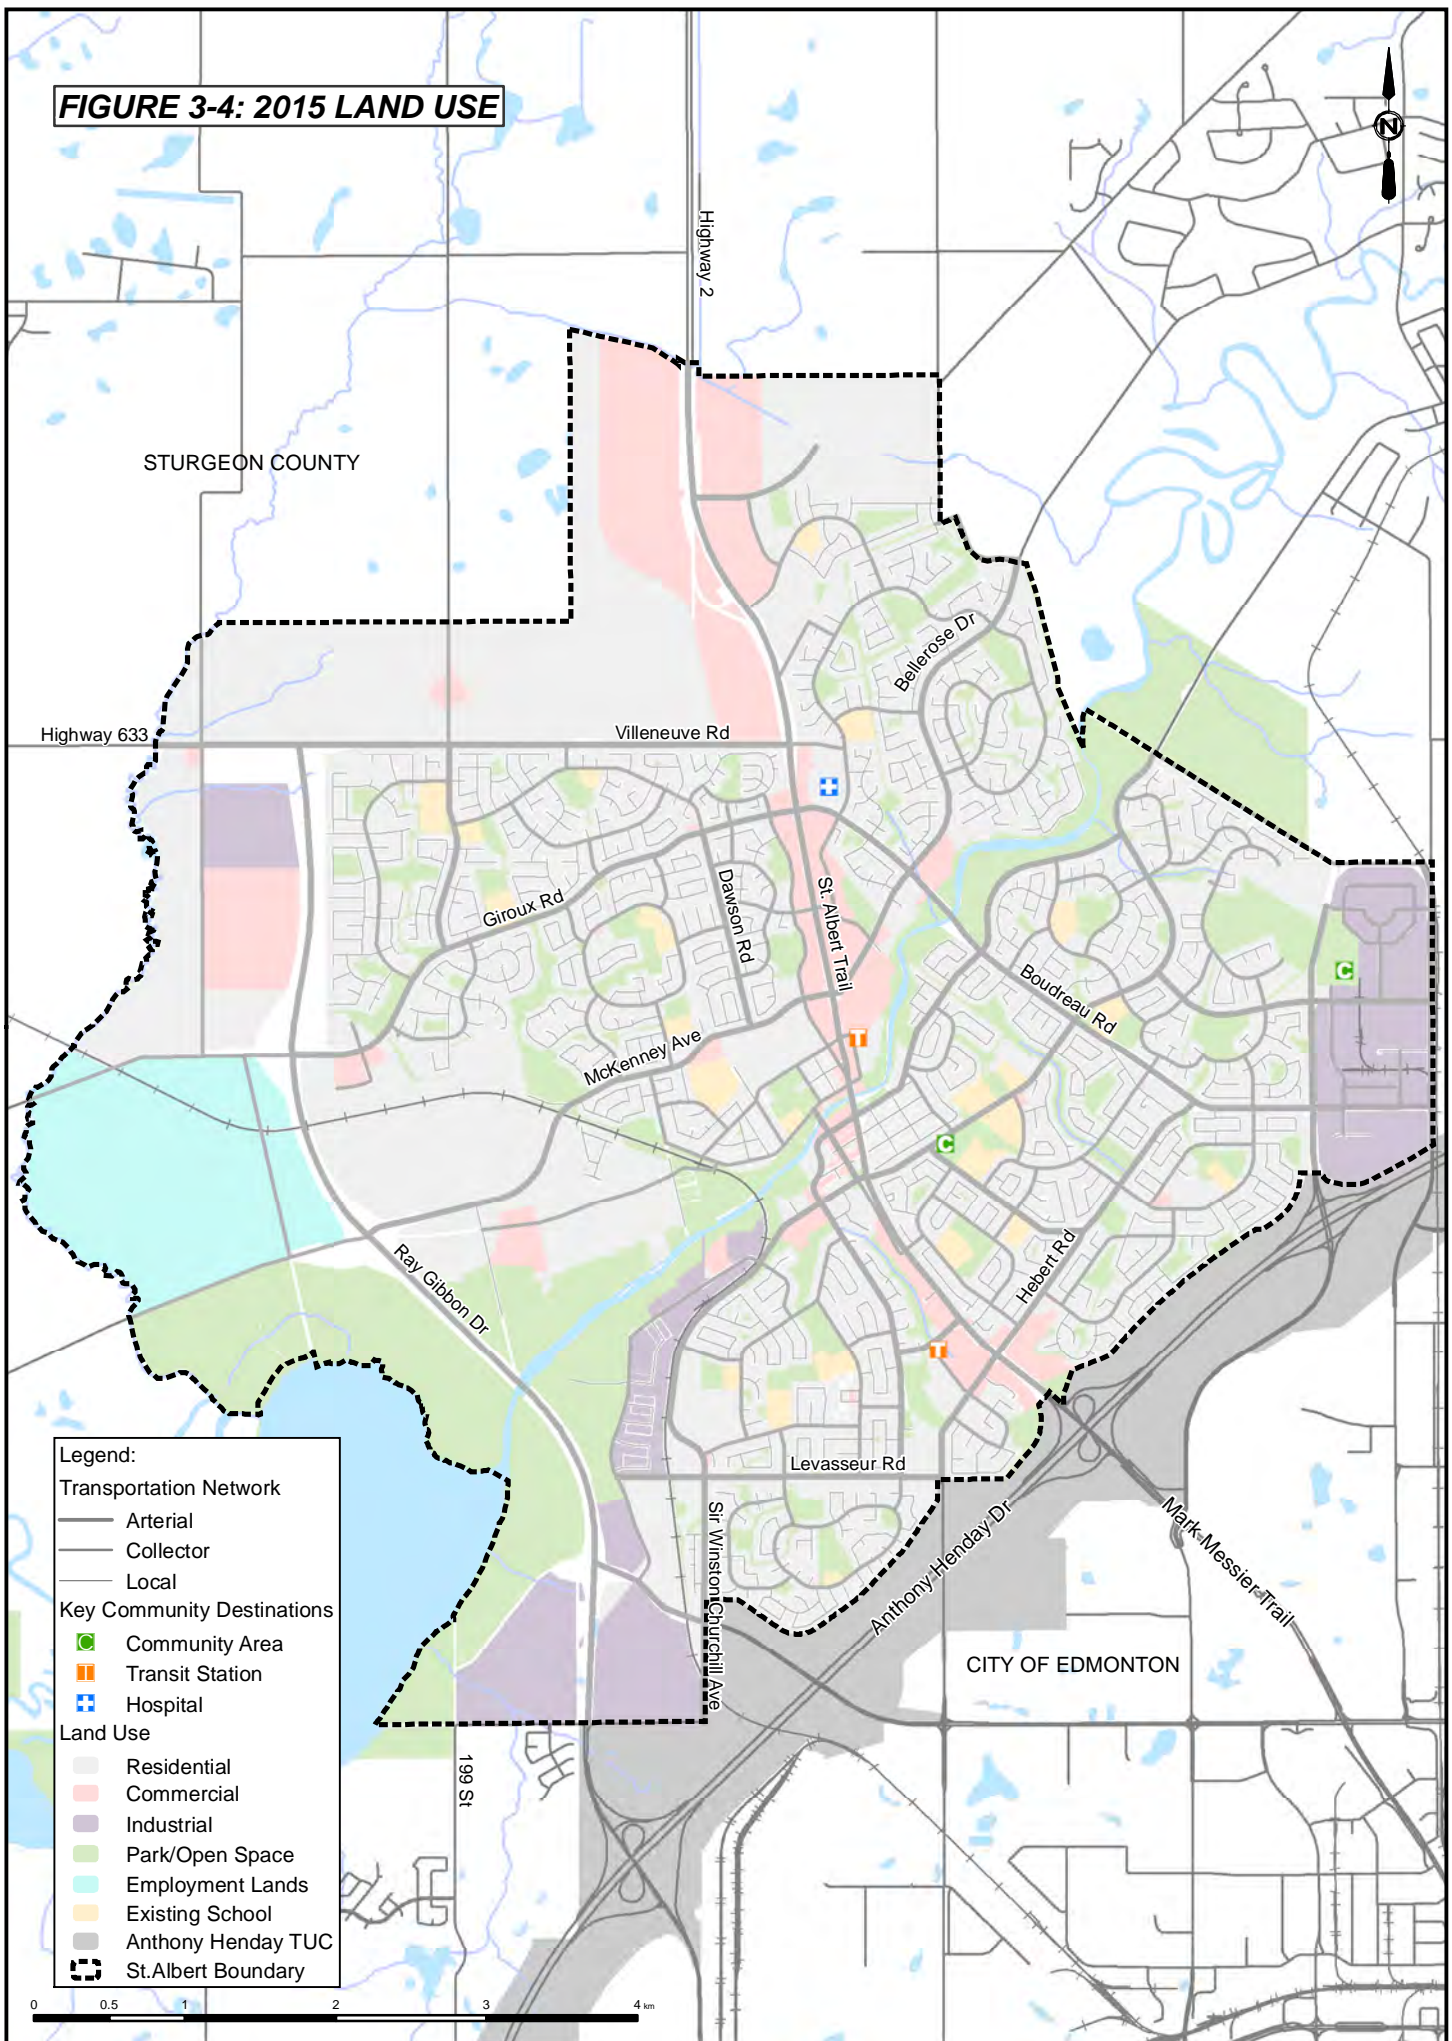 FIGURE 3-4: 2015 LAND USE
N
Highway 2
STURGEON COUNTY
Bellerose Dr
Highway 633
Villeneuve Rd
Giroux Rd
Dawson Rd
St. Albert Trail
C
Boudreau Rd
McKenney Ave
T
C
Hebert Rd
Ray Gibbon Dr
T
Levasseur Rd
Sir Winston Churchill Ave
Anthony Henday Dr
Mark Messier Trail
CITY OF EDMONTON
199 St
Legend:
Transportation Network
Arterial
Collector
Local
Key Community Destinations
C Community Area
T Transit Station
Hospital
Land Use
Residential
Commercial
Industrial
Park/Open Space
Employment Lands
Existing School
Anthony Henday TUC
St.Albert Boundary
0 0.5 1 2 3 4 km